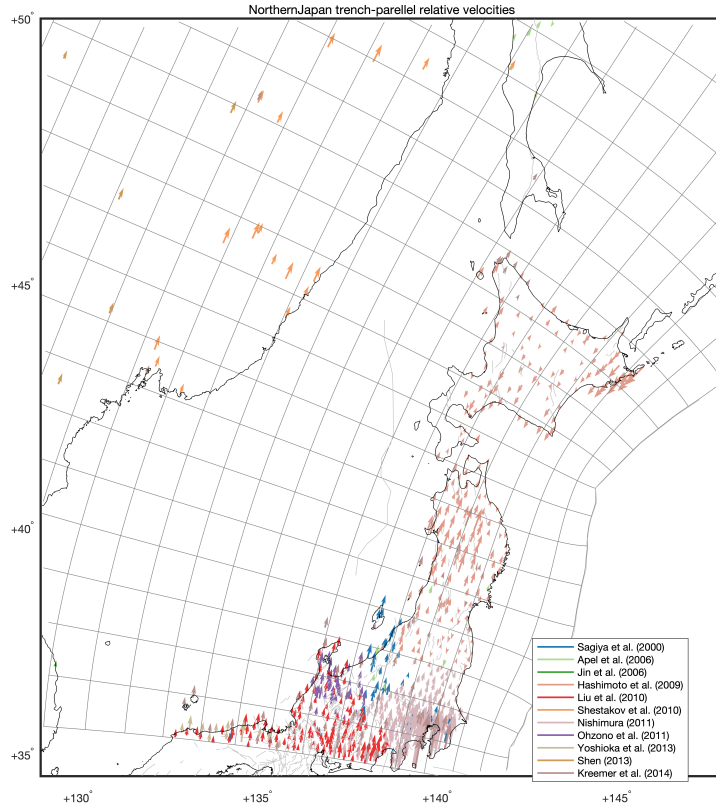 NorthernJapan trench-parellel relative velocities
+50°
+45°
+40°
+35°
+130°
+135°
+140°
+145°
Sagiya et al. (2000)
Apel et al. (2006)
Jin et al. (2006)
Hashimoto et al. (2009)
Liu et al. (2010)
Shestakov et al. (2010)
Nishimura (2011)
Ohzono et al. (2011)
Yoshioka et al. (2013)
Shen (2013)
Kreemer et al. (2014)